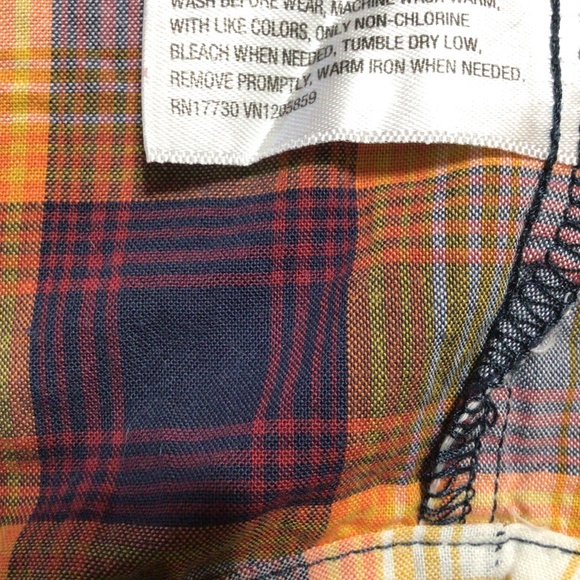 WASH BEFORE WEAR, MACHINE WASH WARM,
WITH LIKE COLORS, ONLY NON-CHLORINE
BLEACH WHEN NEEDED, TUMBLE DRY LOW,
REMOVE PROMPTLY, WARM IRON WHEN NEEDED.
RN17730 VN1205859